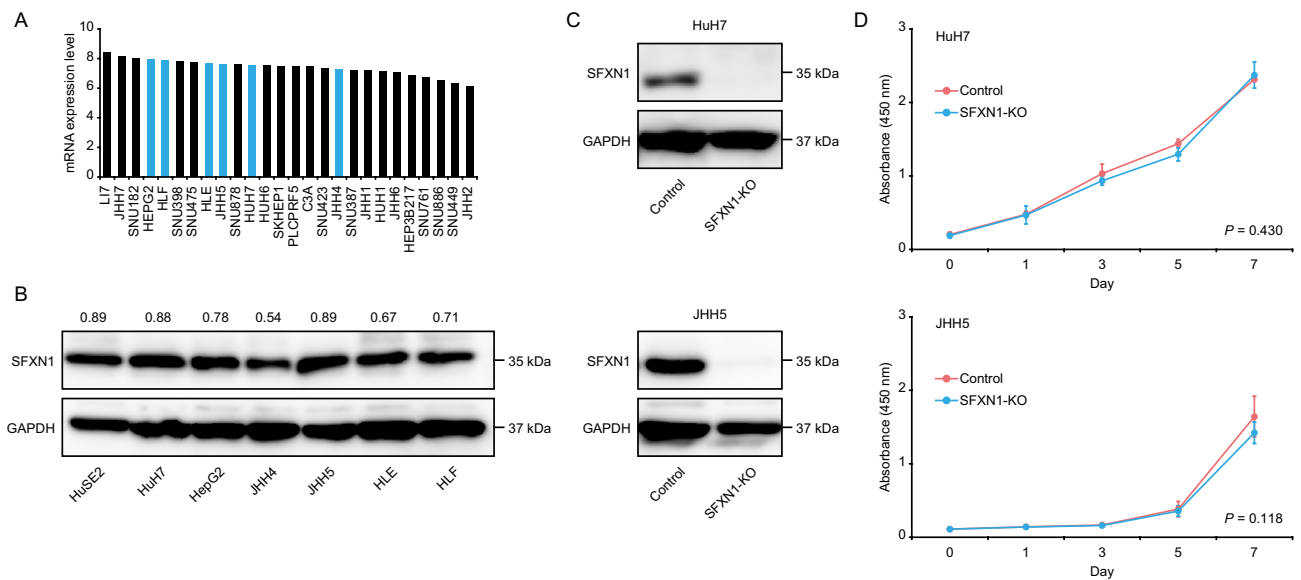 A
mRNA expression level
10
8
6
4
2
0
LI7
JHH7
SNU182
HEPG2
HLF
SNU398
SNU475
HLE
JHH5
SNU878
HUH7
HUH6
SKHEP1
PLCPRF5
C3A
SNU423
JHH4
SNU387
JHH1
HUH1
JHH6
HEP3B217
SNU761
SNU886
SNU449
JHH2
B
0.89 0.88 0.78 0.54 0.89 0.67 0.71
SFXN1
35 kDa
GAPDH
37 kDa
HuSE2
HuH7
HepG2
JHH4
JHH5
HLE
HLF
C
HuH7
SFXN1
35 kDa
GAPDH
37 kDa
Control
SFXN1-KO
JHH5
SFXN1
35 kDa
GAPDH
37 kDa
Control
SFXN1-KO
D
HuH7
Absorbance (450 nm)
3
2
1
0
Control
SFXN1-KO
P = 0.430
0 1 3 5 7
Day
JHH5
Absorbance (450 nm)
3
2
1
0
Control
SFXN1-KO
P = 0.118
0 1 3 5 7
Day